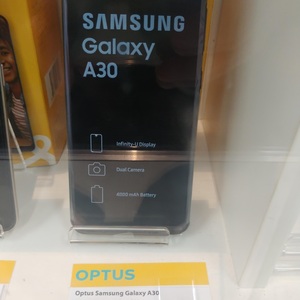 SAMSUNG
Galaxy
A30
Infinity-U Display
Dual Camera
4000 mAh Battery
OPTUS
Optus Samsung Galaxy A30